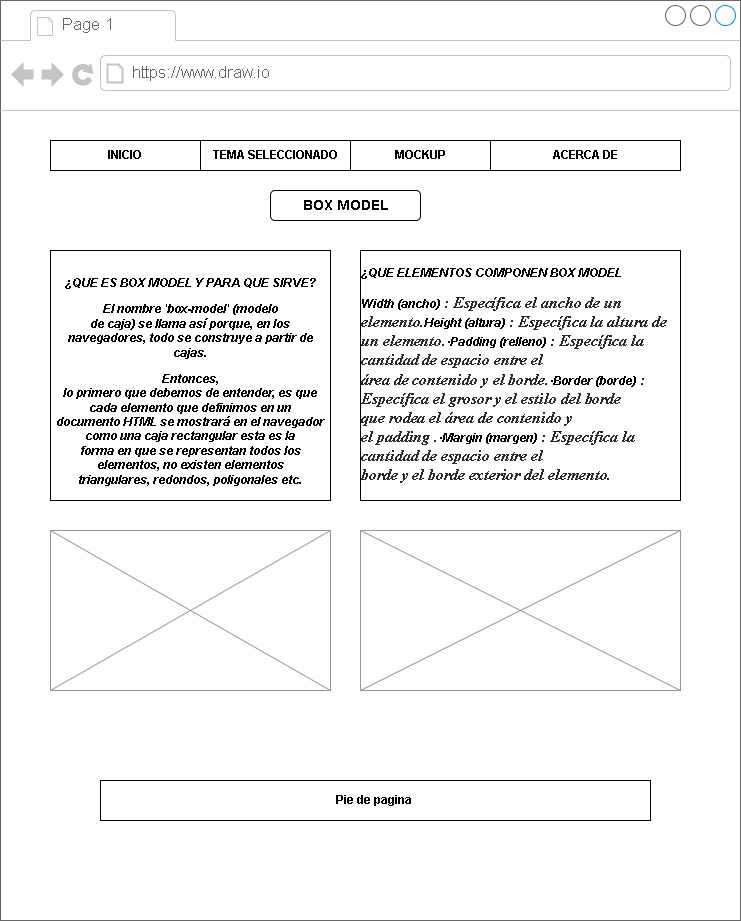 Page 1
https://www.draw.io
INICIO
TEMA SELECCIONADO
MOCKUP
ACERCA DE
BOX MODEL
¿QUE ES BOX MODEL Y PARA QUE SIRVE?
El nombre 'box-model' (modelo
de caja) se llama así porque, en los
navegadores, todo se construye a partir de
cajas.
Entonces,
lo primero que debemos de entender, es que
cada elemento que definimos en un
documento HTML se mostrará en el navegador
como una caja rectangular esta es la
forma en que se representan todos los
elementos, no existen elementos
triangulares, redondos, poligonales etc.
¿QUE ELEMENTOS COMPONEN BOX MODEL
Width (ancho) : Específica el ancho de un
elemento.Height (altura) : Específica la altura de
un elemento. ·Padding (relleno) : Específica la
cantidad de espacio entre el
área de contenido y el borde.·Border (borde) :
Específica el grosor y el estilo del borde
que rodea el área de contenido y
el padding . ·Margin (margen) : Específica la
cantidad de espacio entre el
borde y el borde exterior del elemento.
Pie de pagina